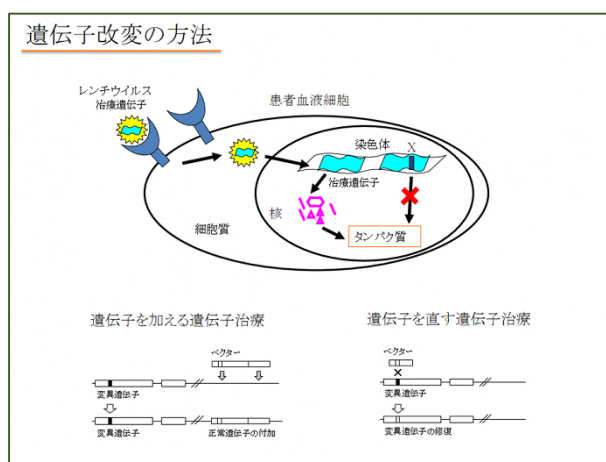 遺伝子改変の方法
レンチウイルス
治療遺伝子
患者血液細胞
染色体
X
治療遺伝子
核
細胞質
タンパク質
遺伝子を加える遺伝子治療
ベクター
変異遺伝子
変異遺伝子
正常遺伝子の付加
遺伝子を直す遺伝子治療
ベクター
変異遺伝子
変異遺伝子の修復